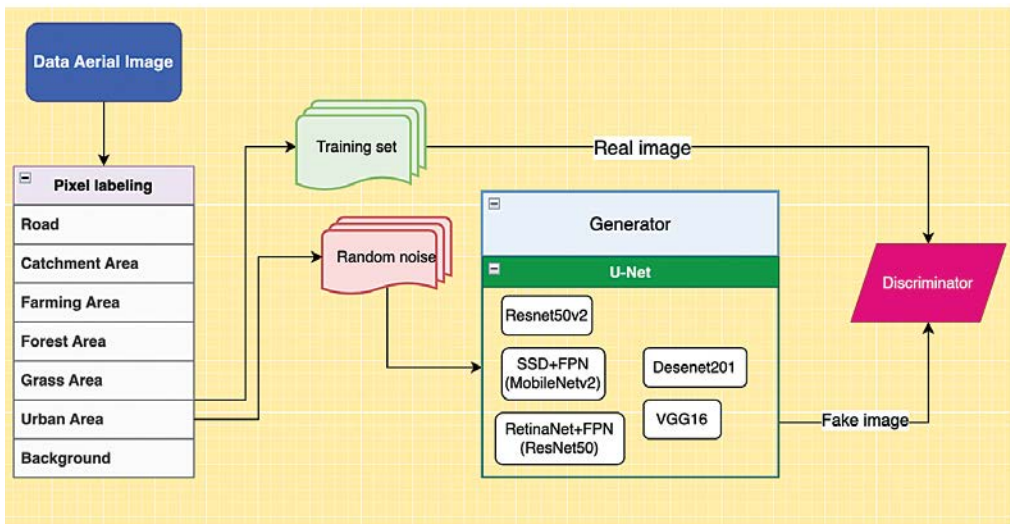 Data Aerial Image
Pixel labeling
Road
Catchment Area
Farming Area
Forest Area
Grass Area
Urban Area
Background
Training set
Random noise
Real image
Generator
U-Net
Resnet50v2
SSD+FPN
(MobileNetv2)
RetinaNet+FPN
(ResNet50)
Desenet201
VGG16
Fake image
Discriminator